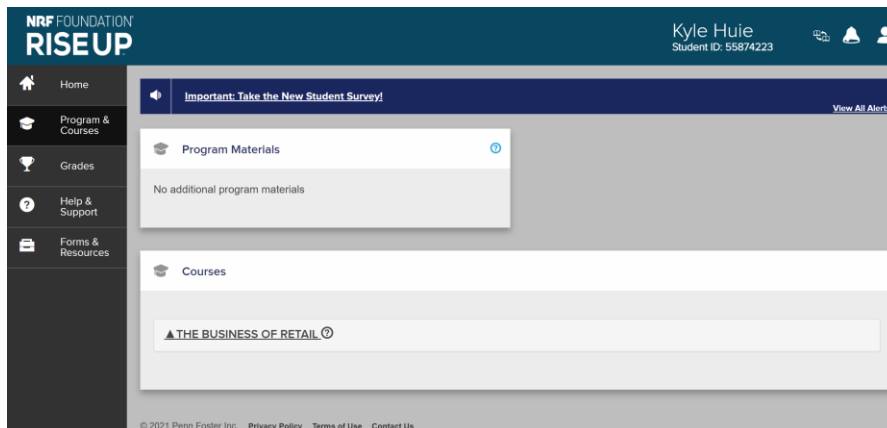 NRF FOUNDATION
RISE UP
Kyle Huie
Student ID: 55874223
Home
Program &
Courses
Grades
Help &
Support
Forms &
Resources
Important: Take the New Student Survey!
View All Alerts
Program Materials
No additional program materials
Courses
▲THE BUSINESS OF RETAIL
© 2021 Penn Foster Inc. Privacy Policy Terms of Use Contact Us